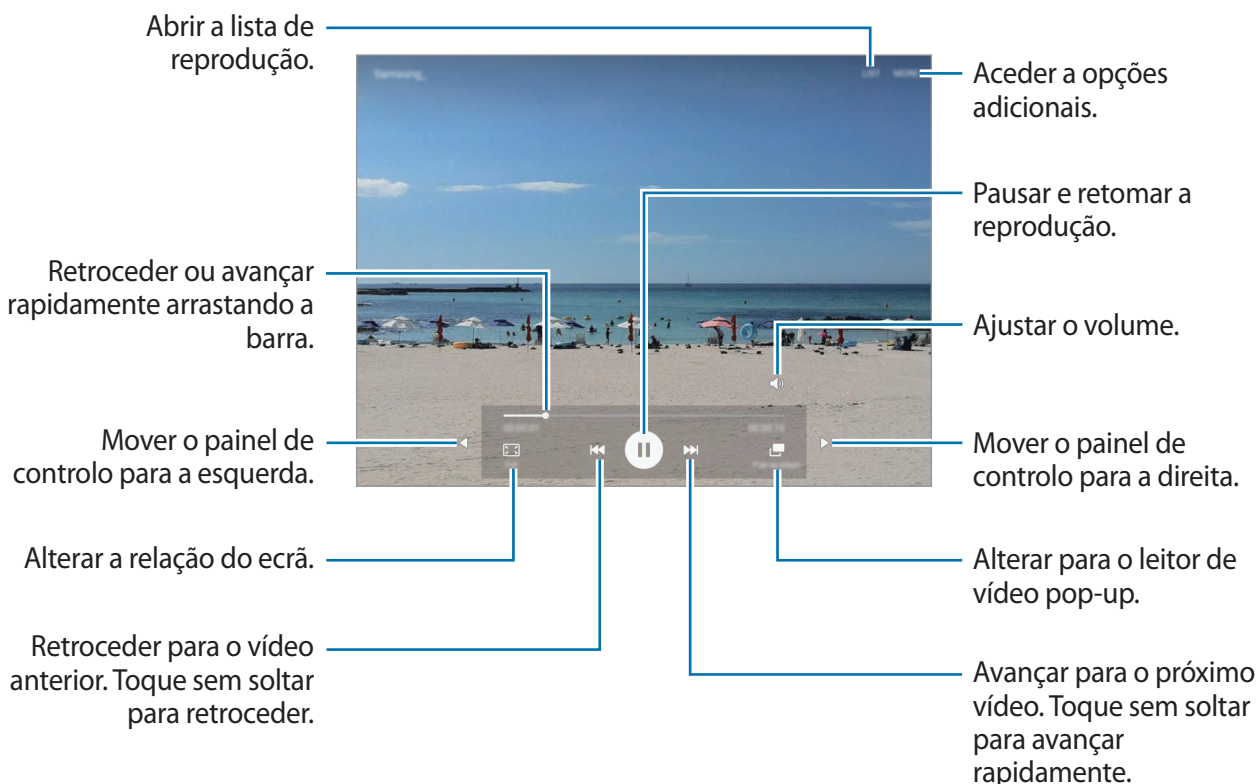 Abrir a lista de
reprodução.
Samsung_
LIST MORE
Aceder a opções
adicionais.
Pausar e retomar a
reprodução.
Retroceder ou avançar
rapidamente arrastando a
barra.
Ajustar o volume.
Mover o painel de
controlo para a esquerda.
Mover o painel de
controlo para a direita.
Alterar a relação do ecrã.
Alterar para o leitor de
vídeo pop-up.
Retroceder para o vídeo
anterior. Toque sem soltar
para retroceder.
Avançar para o próximo
vídeo. Toque sem soltar
para avançar
rapidamente.